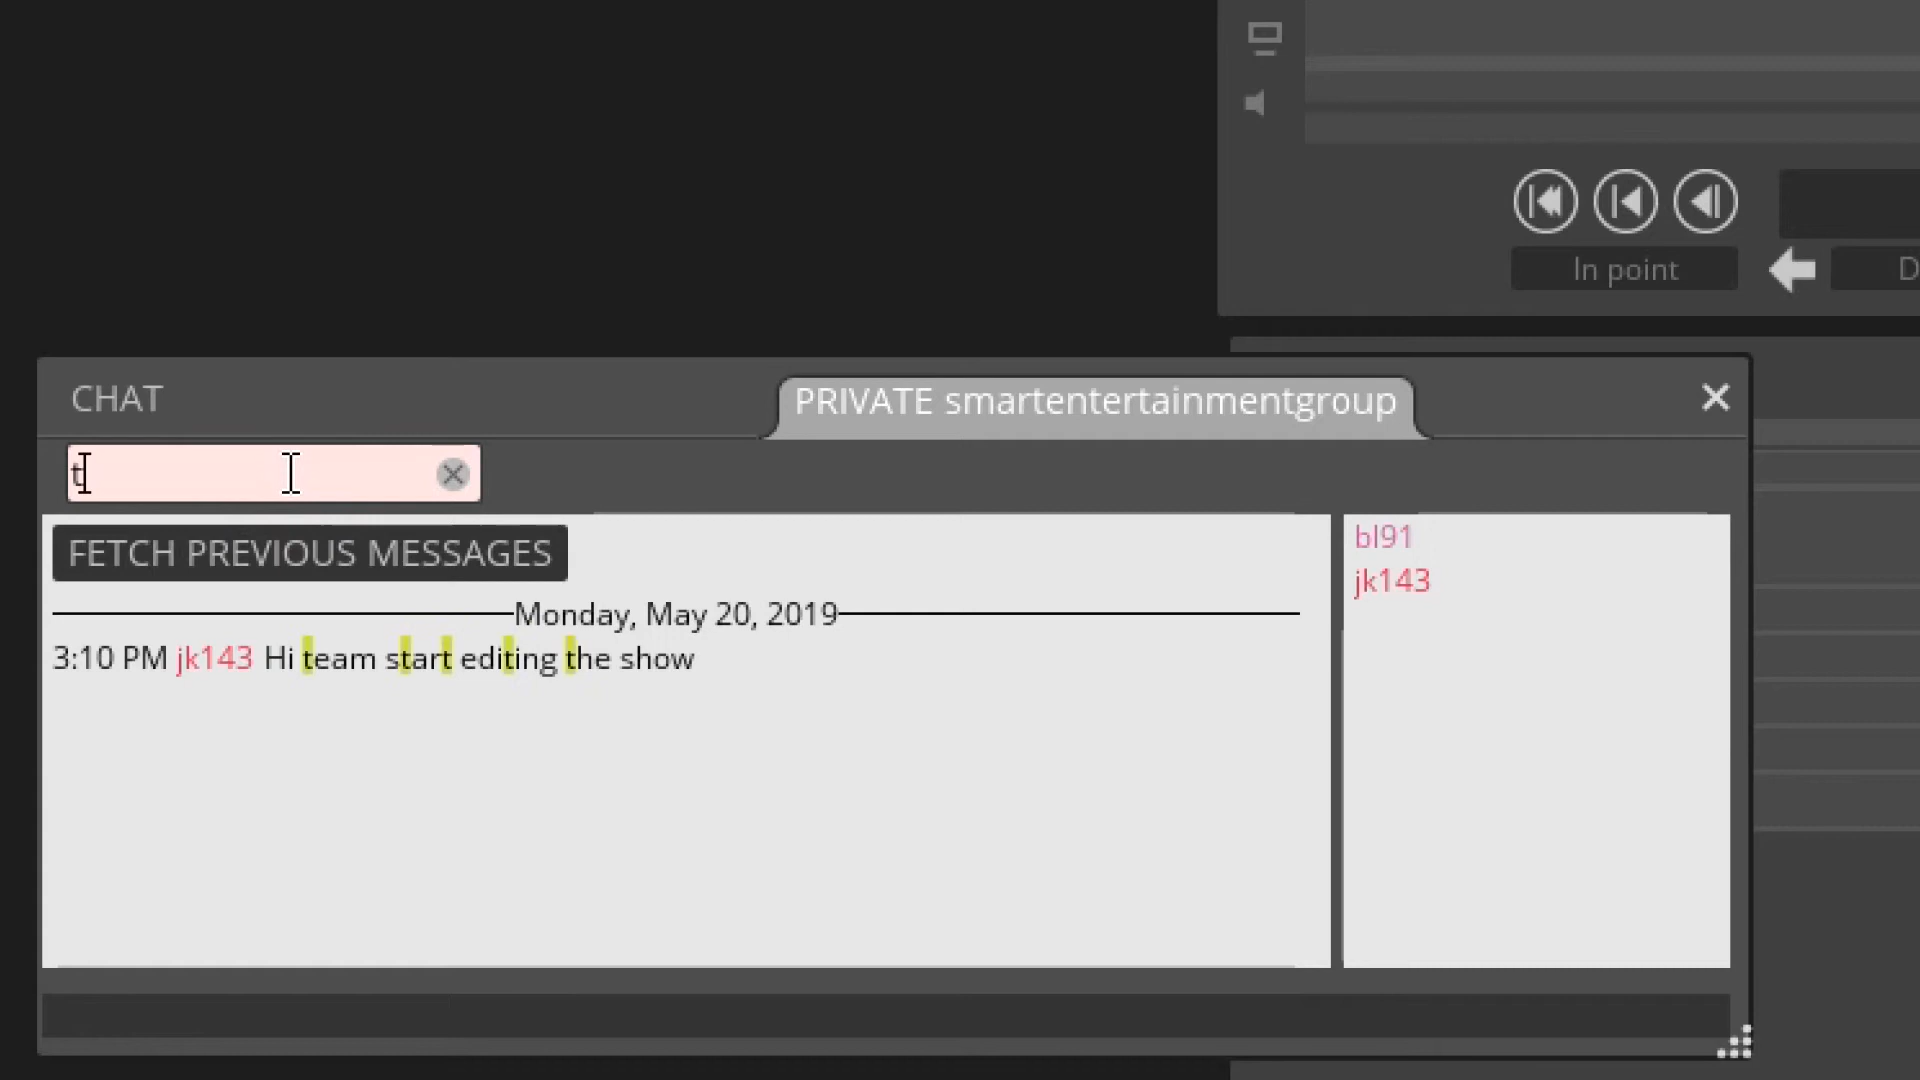 In point
D
CHAT
PRIVATE smartentertainmentgroup
t
FETCH PREVIOUS MESSAGES
bl91
jk143
Monday, May 20, 2019
3:10 PM jk143 Hi team start editing the show